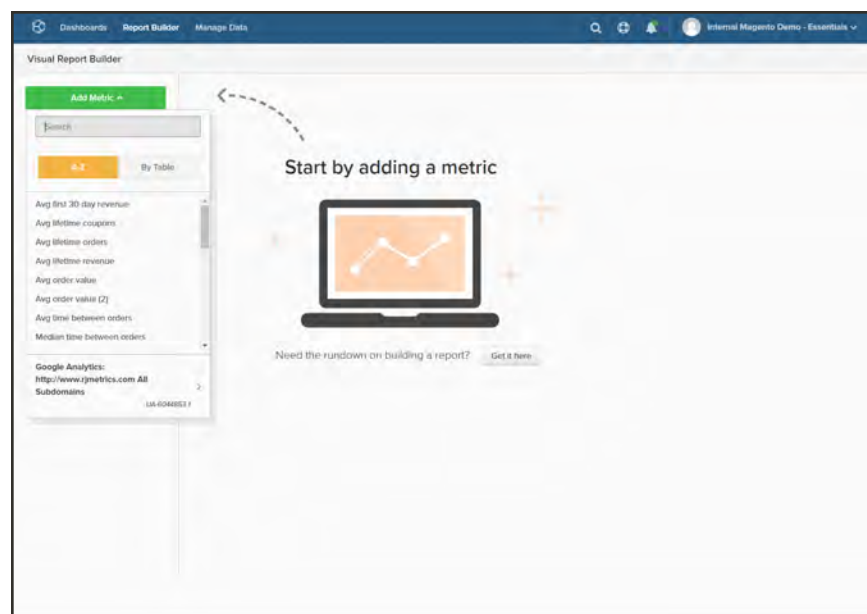 Dashboards Report Builder Manage Data Internal Magento Demo - Essentials
Visual Report Builder
Add Metric
Search
A-Z By Table
Start by adding a metric
Avg first 30 day revenue
Avg lifetime coupons
Avg lifetime orders
Avg lifetime revenue
Avg order value
Avg order value (2)
Avg time between orders
Median time between orders
Need the rundown on building a report? Get it here
Google Analytics:
http://www.rjmetrics.com All
Subdomains